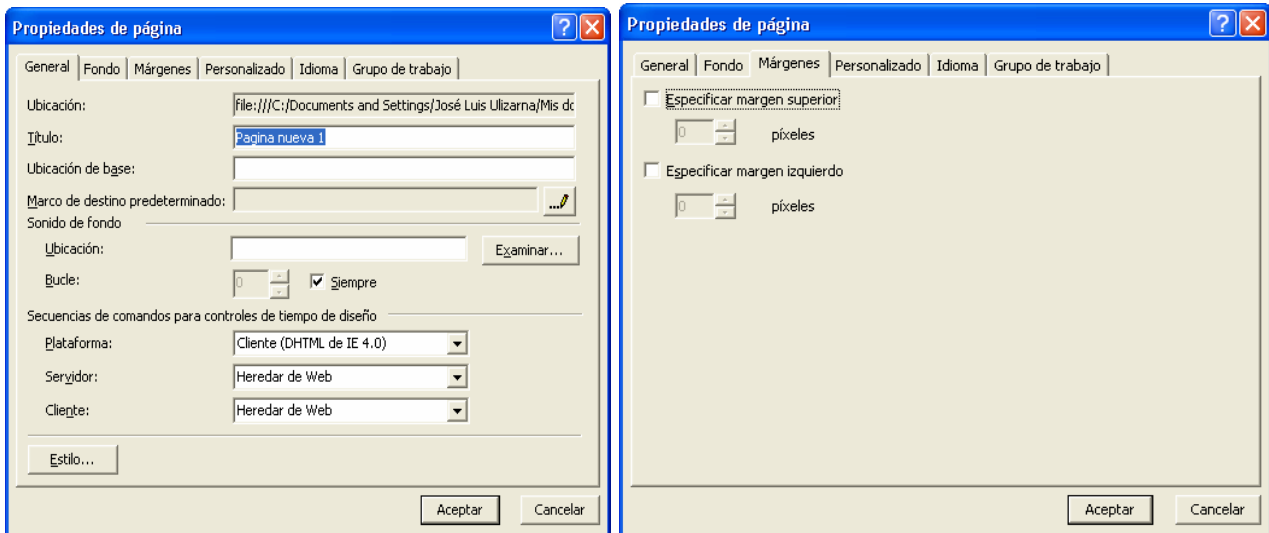 Propiedades de página
General Fondo Márgenes Personalizado Idioma Grupo de trabajo
Ubicación: file:///C:/Documents and Settings/José Luis Ulizarna/Mis do
Título: Pagina nueva 1
Ubicación de base:
Marco de destino predeterminado: ...
Sonido de fondo
Ubicación: Examinar...
Bucle: 0 Siempre
Secuencias de comandos para controles de tiempo de diseño
Plataforma: Cliente (DHTML de IE 4.0)
Servidor: Heredar de Web
Cliente: Heredar de Web
Estilo...
Aceptar Cancelar
Propiedades de página
General Fondo Márgenes Personalizado Idioma Grupo de trabajo
Especificar margen superior
0 píxeles
Especificar margen izquierdo
0 píxeles
Aceptar Cancelar